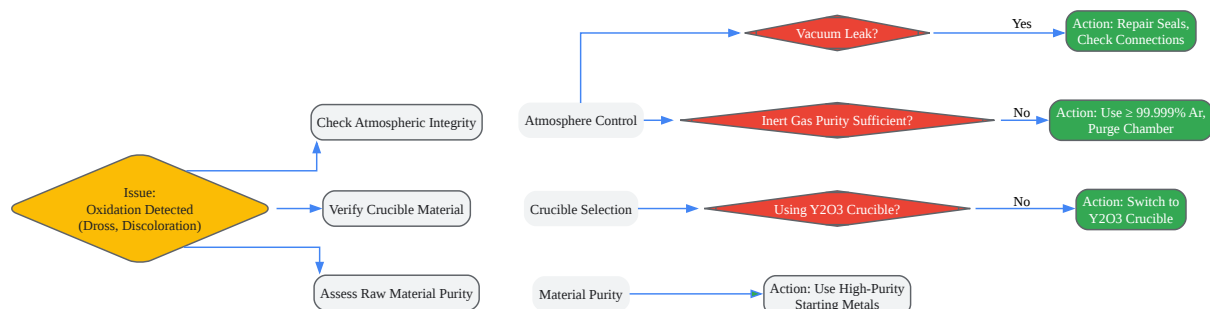 Issue:
Oxidation Detected
(Dross, Discoloration)
Check Atmospheric Integrity
Verify Crucible Material
Assess Raw Material Purity
Atmosphere Control
Vacuum Leak?
Yes
Action: Repair Seals,
Check Connections
Inert Gas Purity Sufficient?
No
Action: Use ≥ 99.999% Ar,
Purge Chamber
Crucible Selection
Using Y2O3 Crucible?
No
Action: Switch to
Y2O3 Crucible
Material Purity
Action: Use High-Purity
Starting Metals